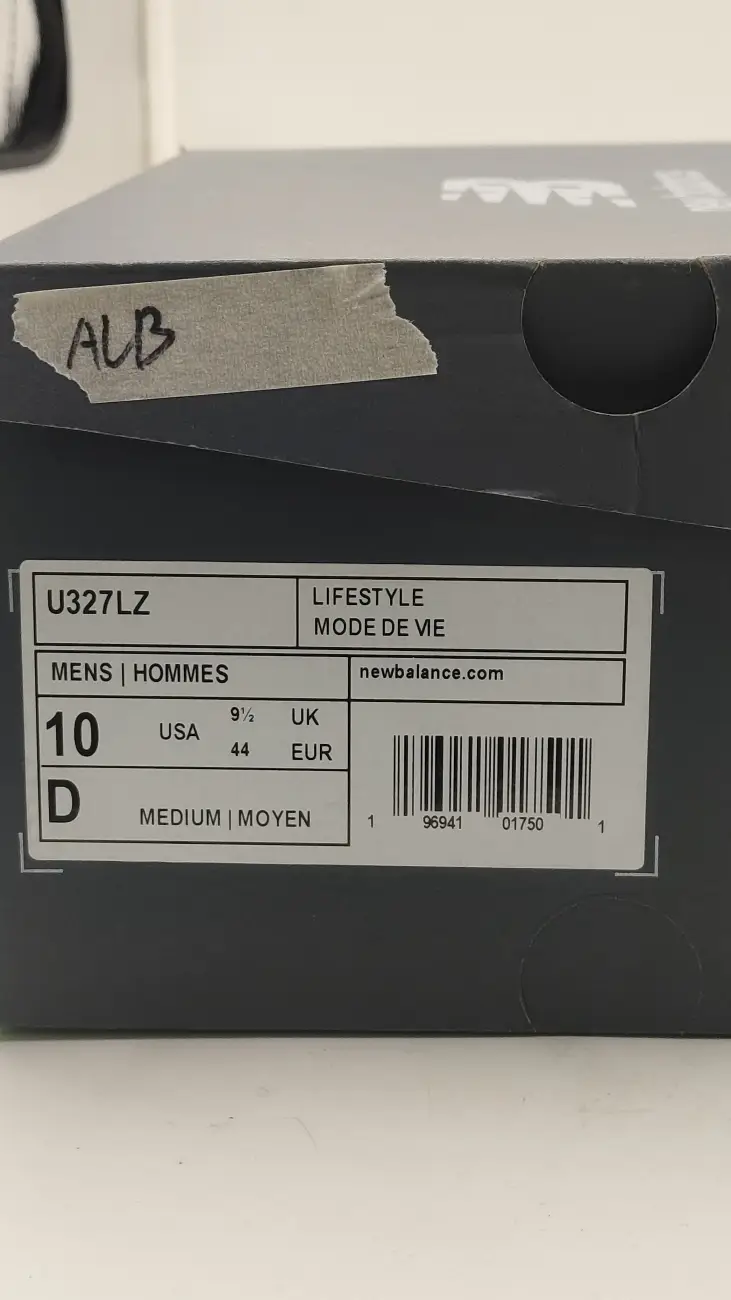 ALB
U327LZ
LIFESTYLE
MODE DE VIE
MENS | HOMMES
newbalance.com
10 USA 9½ UK
44 EUR
D MEDIUM | MOYEN
1 96941 01750 1